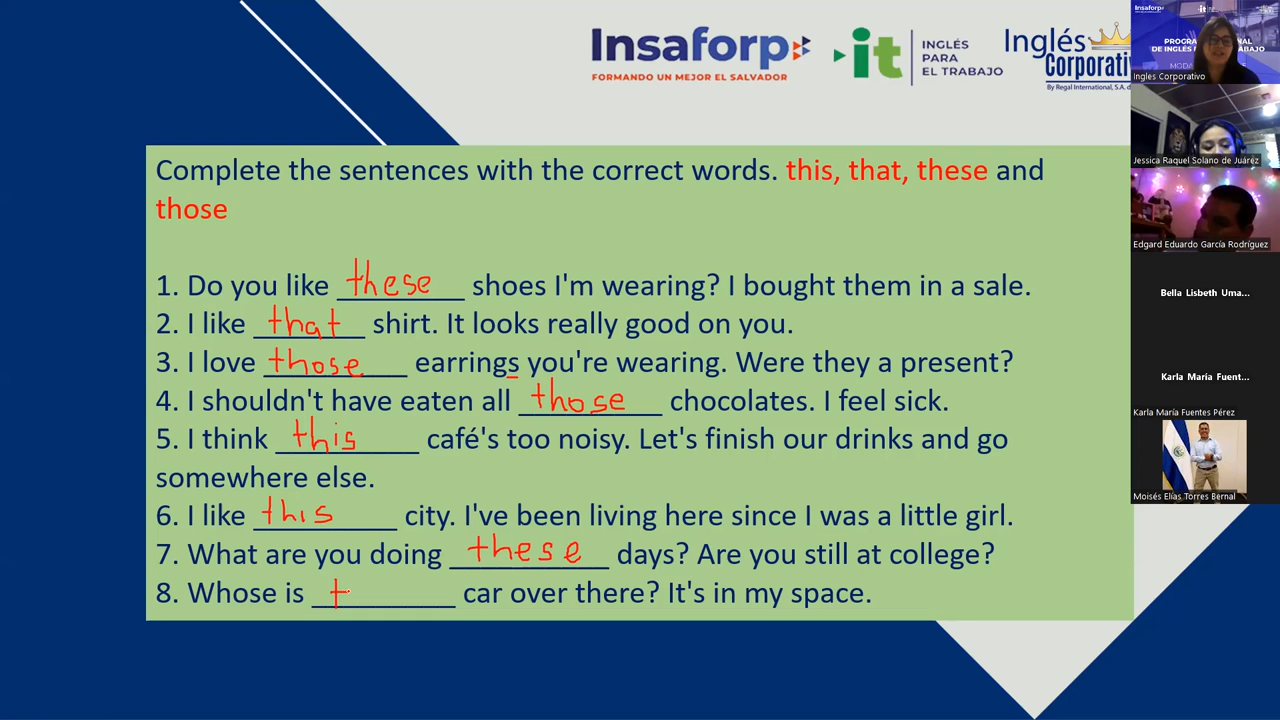 Insaforp
FORMANDO UN MEJOR EL SALVADOR
it
INGLÉS
PARA
EL TRABAJO
Inglés
Corporativ
By Regal International, S.A. d
Complete the sentences with the correct words. this, that, these and
those
1. Do you like these shoes I'm wearing? I bought them in a sale.
2. I like that shirt. It looks really good on you.
3. I love those earrings you're wearing. Were they a present?
4. I shouldn't have eaten all those chocolates. I feel sick.
5. I think this café's too noisy. Let's finish our drinks and go
somewhere else.
6. I like this city. I've been living here since I was a little girl.
7. What are you doing these days? Are you still at college?
8. Whose is t car over there? It's in my space.
Insaforp
it
Ingles Corporativo
Jessica Raquel Solano de Juárez
Edgard Eduardo García Rodríguez
Bella Lisbeth Uma...
Karla María Fuent...
Karla María Fuentes Pérez
Moisés Elías Torres Bernal